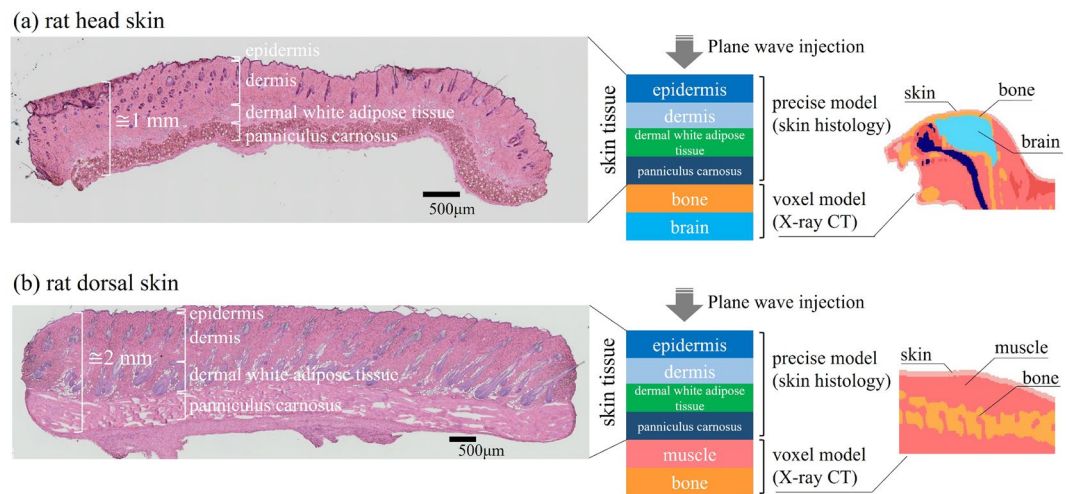 (a) rat head skin
epidermis
dermis
dermal white adipose tissue
panniculus carnosus
≅1 mm
500μm
skin tissue
Plane wave injection
epidermis
dermis
dermal white adipose
tissue
panniculus carnosus
bone
brain
precise model
(skin histology)
voxel model
(X-ray CT)
skin
bone
brain
(b) rat dorsal skin
epidermis
dermis
≅2 mm
dermal white adipose tissue
panniculus carnosus
500μm
skin tissue
Plane wave injection
epidermis
dermis
dermal white adipose
tissue
panniculus carnosus
muscle
bone
precise model
(skin histology)
voxel model
(X-ray CT)
skin
muscle
bone